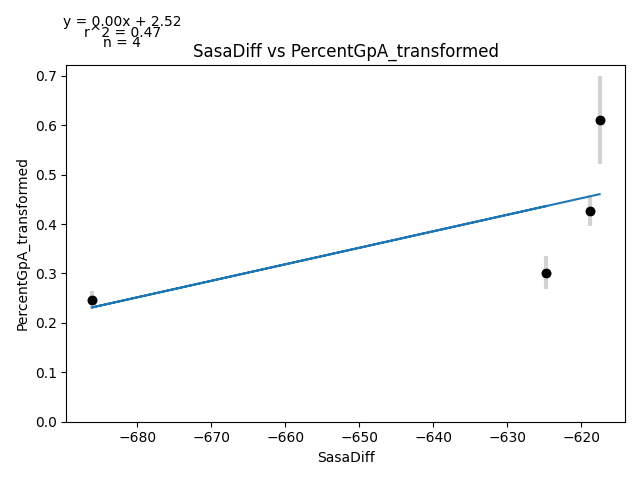 y = 0.00x + 2.52
r^2 = 0.47
n = 4
SasaDiff vs PercentGpA_transformed
0.7
0.6
0.5
0.4
0.3
0.2
0.1
0.0
PercentGpA_transformed
−680
−670
−660
−650
−640
−630
−620
SasaDiff